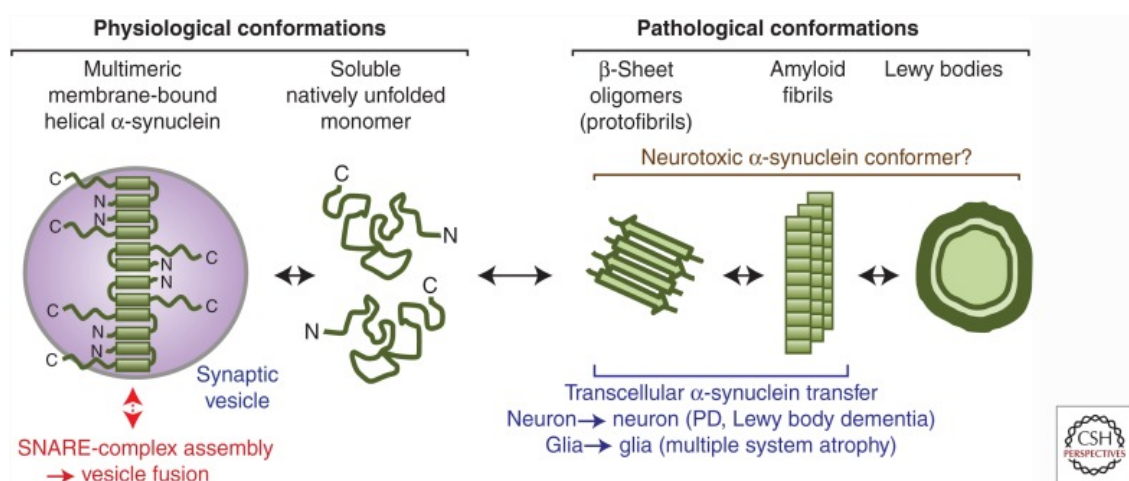 Physiological conformations
Pathological conformations
Multimeric
membrane-bound
helical α-synuclein
Soluble
natively unfolded
monomer
β-Sheet
oligomers
(protofibrils)
Amyloid
fibrils
Lewy bodies
Neurotoxic α-synuclein conformer?
C
N
N
C
C
N
N
C
C
N
N
C
C
N
C
N
Synaptic
vesicle
SNARE-complex assembly
→ vesicle fusion
Transcellular α-synuclein transfer
Neuron→ neuron (PD, Lewy body dementia)
Glia→ glia (multiple system atrophy)
CSH
PERSPECTIVES